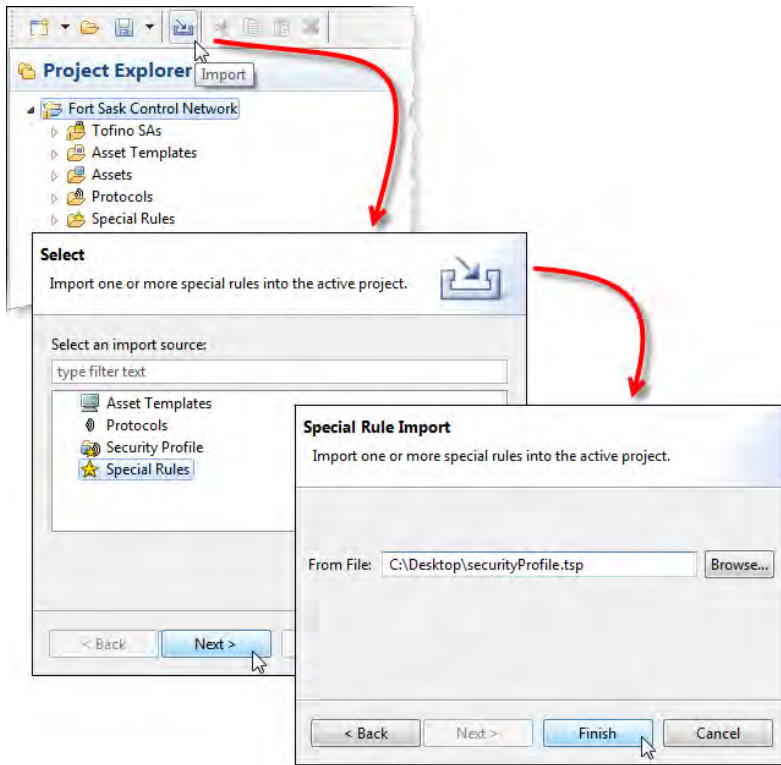 Project Explorer
Import
Fort Sask Control Network
Tofino SAs
Asset Templates
Assets
Protocols
Special Rules
Select
Import one or more special rules into the active project.
Select an import source:
type filter text
Asset Templates
Protocols
Security Profile
Special Rules
< Back
Next >
Special Rule Import
Import one or more special rules into the active project.
From File: C:\Desktop\securityProfile.tsp Browse...
< Back Next > Finish Cancel